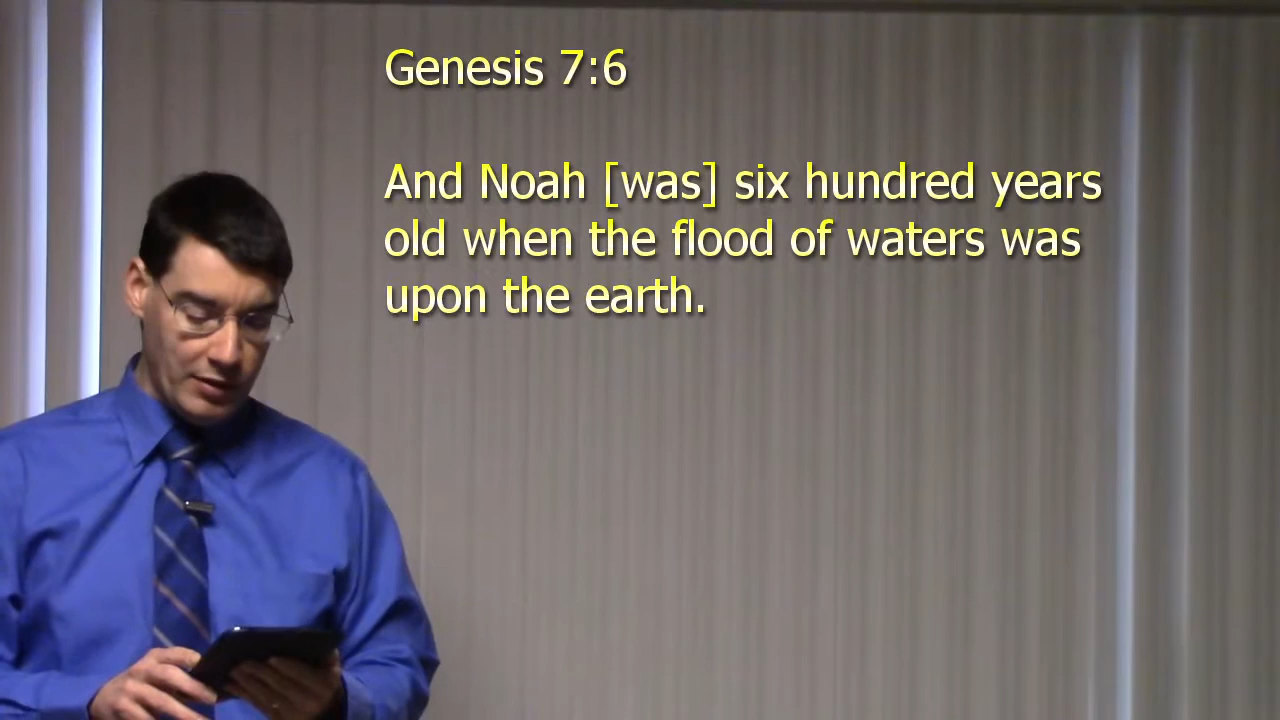 Genesis 7:6
And Noah [was] six hundred years
old when the flood of waters was
upon the earth.